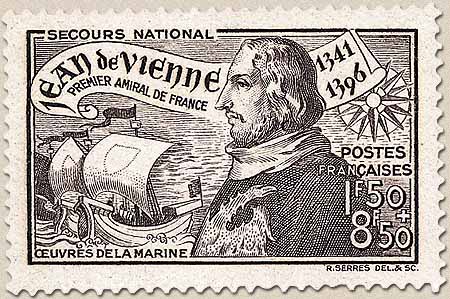 SECOURS NATIONAL
JEAN de VIENNE
PREMIER AMIRAL DE FRANCE
1341
1396
POSTES
FRANÇAISES
1F50
+
8F50
ŒUVRES DE LA MARINE
R.SERRES DEL.& SC.